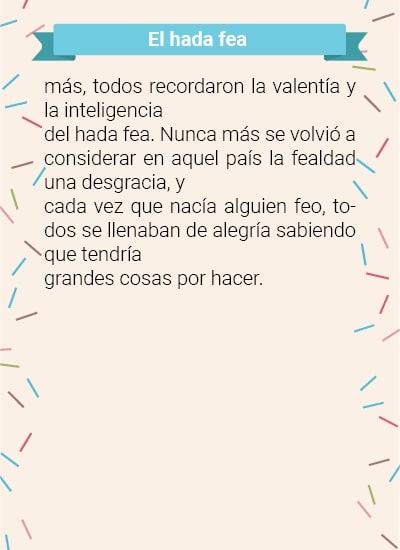 El hada fea
más, todos recordaron la valentía y
la inteligencia
del hada fea. Nunca más se volvió a
considerar en aquel país la fealdad
una desgracia, y
cada vez que nacía alguien feo, to-
dos se llenaban de alegría sabiendo
que tendría
grandes cosas por hacer.